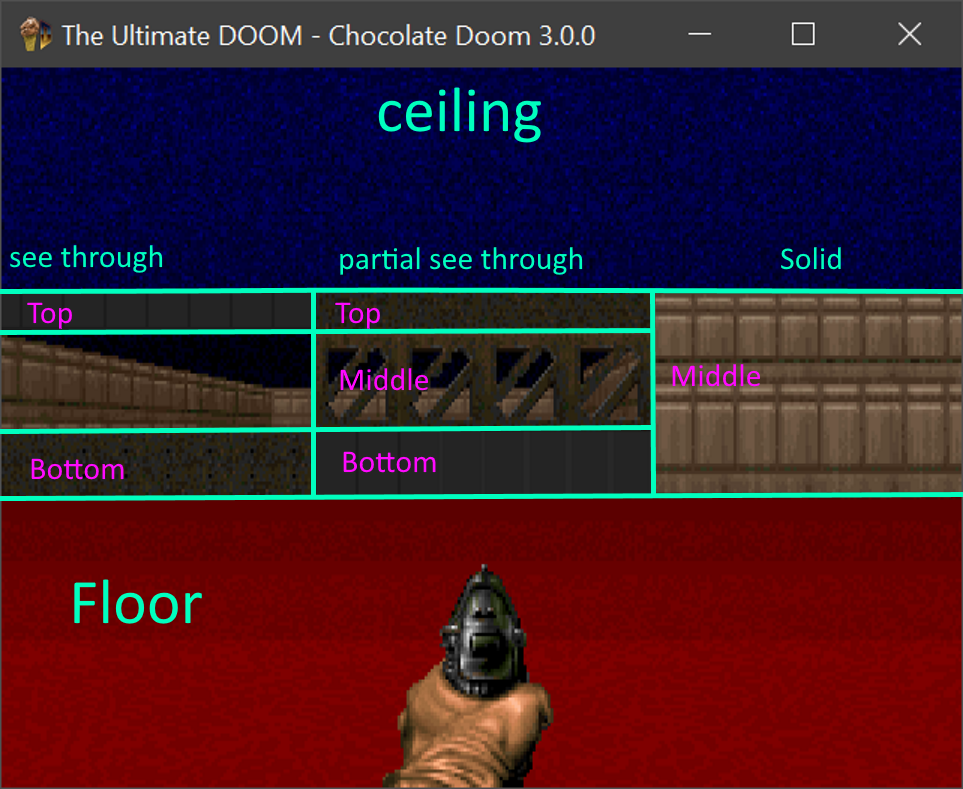 The Ultimate DOOM - Chocolate Doom 3.0.0
ceiling
see through
partial see through
Solid
Top
Top
Middle
Middle
Bottom
Bottom
Floor